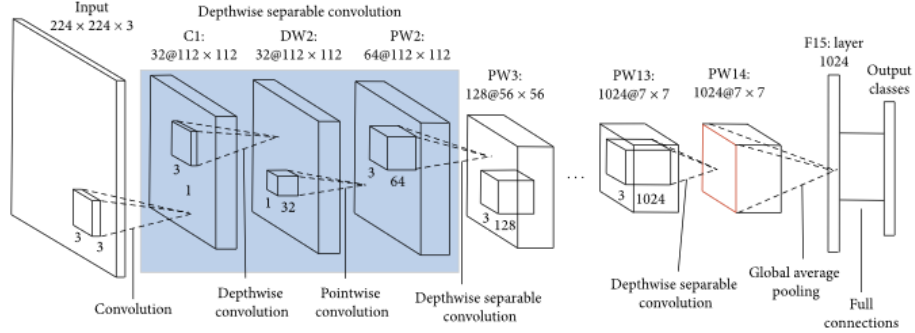 Input
224 × 224 × 3
Depthwise separable convolution
C1:
32@112 × 112
DW2:
32@112 × 112
PW2:
64@112 × 112
PW3:
128@56 × 56
PW13:
1024@7 × 7
PW14:
1024@7 × 7
F15: layer
1024
Output
classes
3
3
3
1
1
32
3
64
3
128
...
3
1024
Convolution
Depthwise
convolution
Pointwise
convolution
Depthwise separable
convolution
Depthwise separable
convolution
Global average
pooling
Full
connections